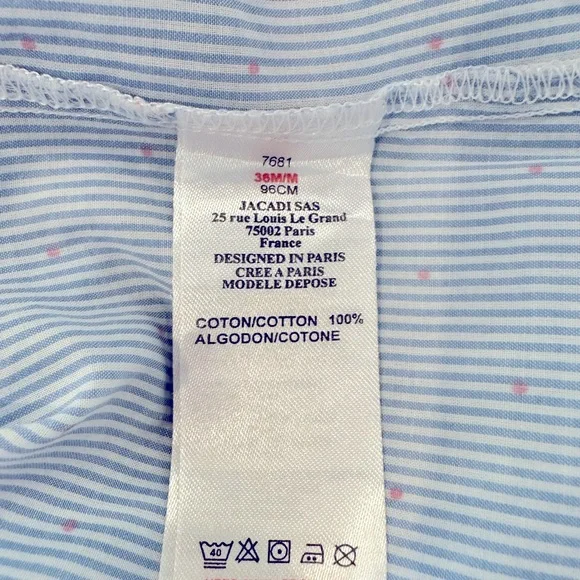 7681
36M/M
96CM
JACADI SAS
25 rue Louis Le Grand
75002 Paris
France
DESIGNED IN PARIS
CREE A PARIS
MODELE DEPOSE
COTON/COTTON 100%
ALGODON/COTONE
40